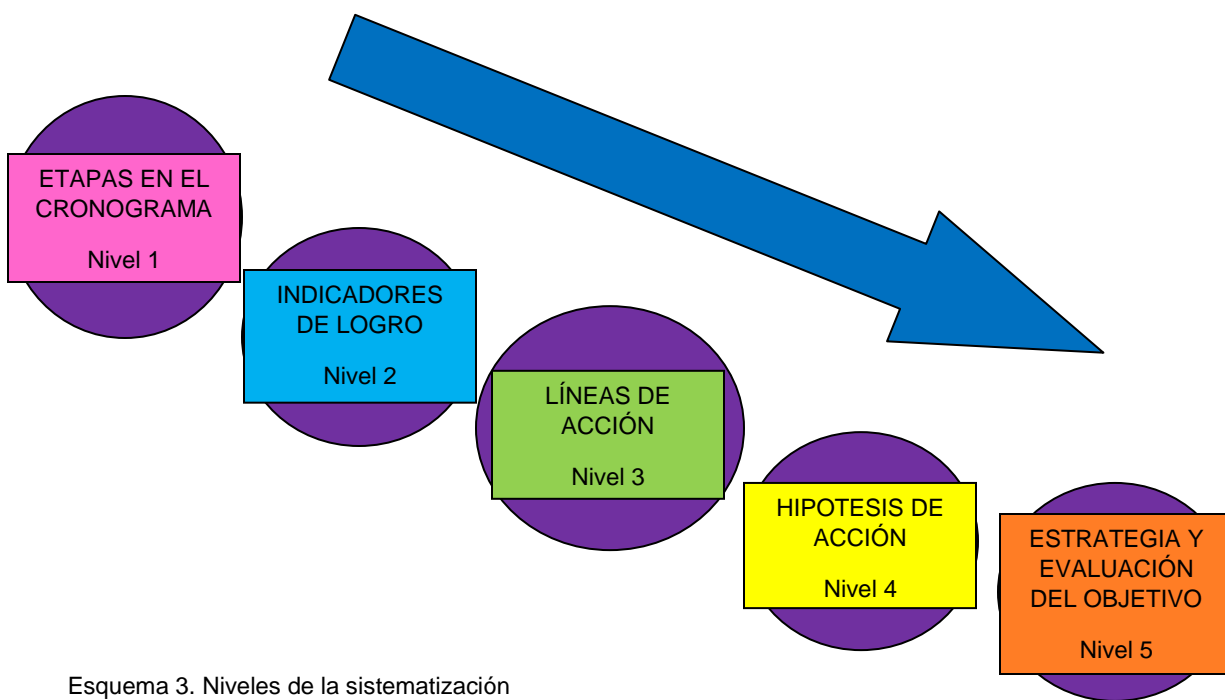 ETAPAS EN EL
CRONOGRAMA
Nivel 1
INDICADORES
DE LOGRO
Nivel 2
LÍNEAS DE
ACCIÓN
Nivel 3
HIPOTESIS DE
ACCIÓN
Nivel 4
ESTRATEGIA Y
EVALUACIÓN
DEL OBJETIVO
Nivel 5
Esquema 3. Niveles de la sistematización